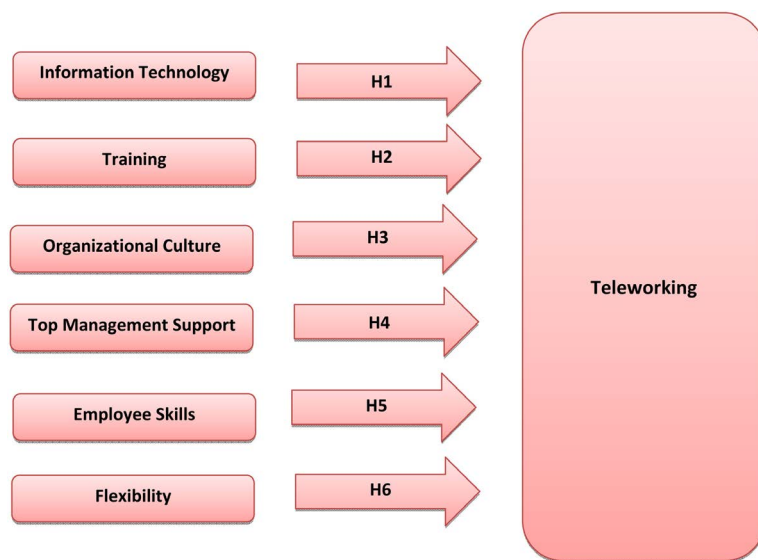 Information Technology
H1
Training
H2
Organizational Culture
H3
Teleworking
Top Management Support
H4
Employee Skills
H5
Flexibility
H6